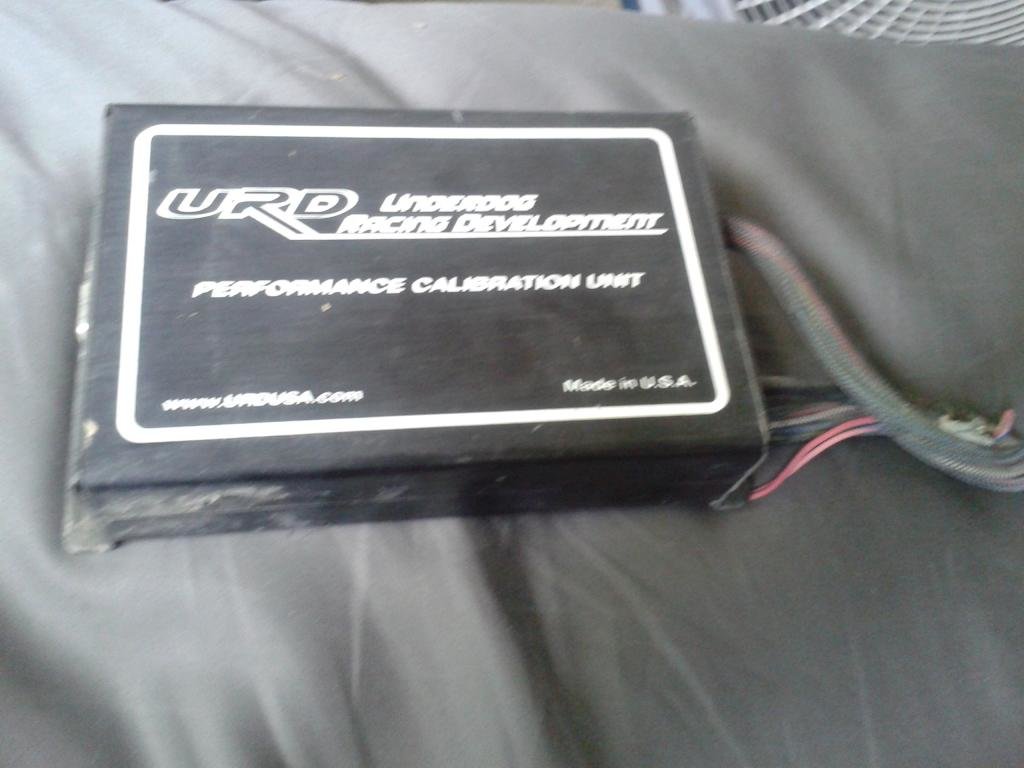 URD UNDERDOG
RACING DEVELOPMENT
PERFORMANCE CALIBRATION UNIT
www.URDUSA.com
Made in U.S.A.